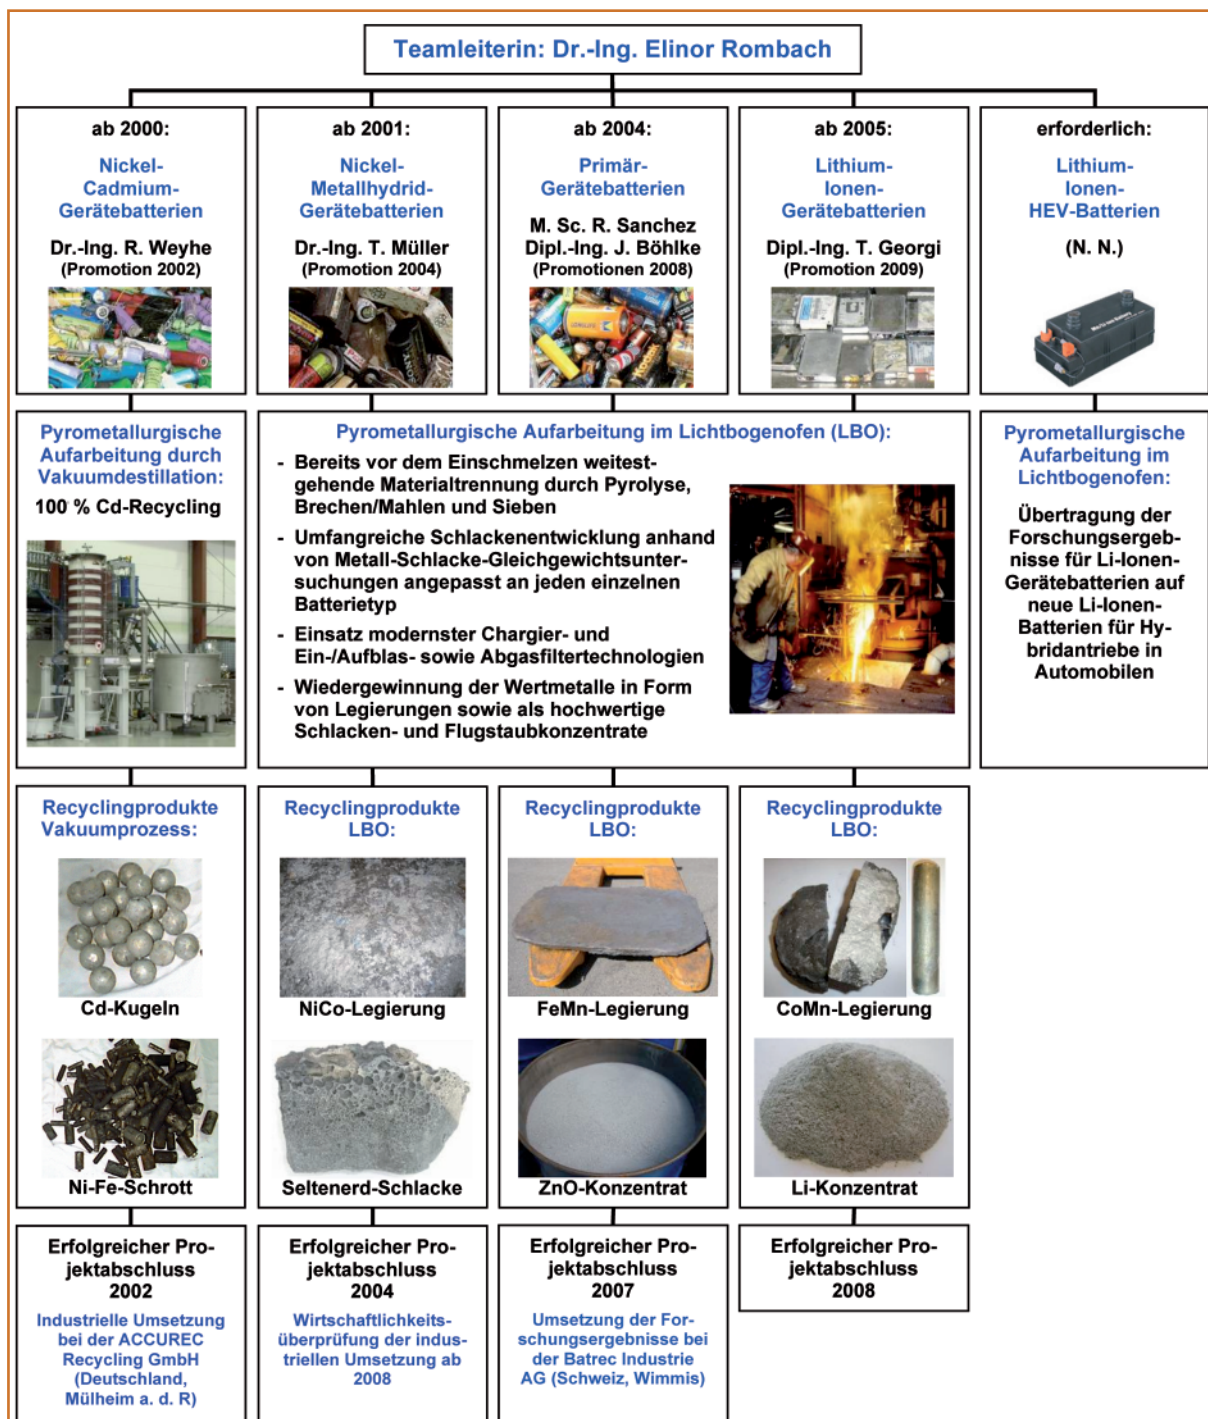 Teamleiterin: Dr.-Ing. Elinor Rombach
ab 2000:
Nickel-
Cadmium-
Gerätebatterien
Dr.-Ing. R. Weyhe
(Promotion 2002)
ab 2001:
Nickel-
Metallhydrid-
Gerätebatterien
Dr.-Ing. T. Müller
(Promotion 2004)
ab 2004:
Primär-
Gerätebatterien
M. Sc. R. Sanchez
Dipl.-Ing. J. Böhlke
(Promotionen 2008)
ab 2005:
Lithium-
Ionen-
Gerätebatterien
Dipl.-Ing. T. Georgi
(Promotion 2009)
erforderlich:
Lithium-
Ionen-
HEV-Batterien
(N. N.)
Pyrometallurgische
Aufarbeitung durch
Vakuumdestillation:
100 % Cd-Recycling
Pyrometallurgische Aufarbeitung im Lichtbogenofen (LBO):
- Bereits vor dem Einschmelzen weitest-
gehende Materialtrennung durch Pyrolyse,
Brechen/Mahlen und Sieben
- Umfangreiche Schlackenentwicklung anhand
von Metall-Schlacke-Gleichgewichtsunter-
suchungen angepasst an jeden einzelnen
Batterietyp
- Einsatz modernster Chargier- und
Ein-/Aufblas- sowie Abgasfiltertechnologien
- Wiedergewinnung der Wertmetalle in Form
von Legierungen sowie als hochwertige
Schlacken- und Flugstaubkonzentrate
Pyrometallurgische
Aufarbeitung im
Lichtbogenofen:
Übertragung der
Forschungsergeb-
nisse für Li-Ionen-
Gerätebatterien auf
neue Li-Ionen-
Batterien für Hy-
bridantriebe in
Automobilen
Recyclingprodukte
Vakuumprozess:
Cd-Kugeln
Ni-Fe-Schrott
Recyclingprodukte
LBO:
NiCo-Legierung
Seltenerd-Schlacke
Recyclingprodukte
LBO:
FeMn-Legierung
ZnO-Konzentrat
Recyclingprodukte
LBO:
CoMn-Legierung
Li-Konzentrat
Erfolgreicher Pro-
jektabschluss
2002
Industrielle Umsetzung
bei der ACCUREC
Recycling GmbH
(Deutschland,
Mülheim a. d. R)
Erfolgreicher Pro-
jektabschluss
2004
Wirtschaftlichkeits-
überprüfung der indus-
triellen Umsetzung ab
2008
Erfolgreicher Pro-
jektabschluss
2007
Umsetzung der For-
schungsergebnisse bei
der Batrec Industrie
AG (Schweiz, Wimmis)
Erfolgreicher Pro-
jektabschluss
2008